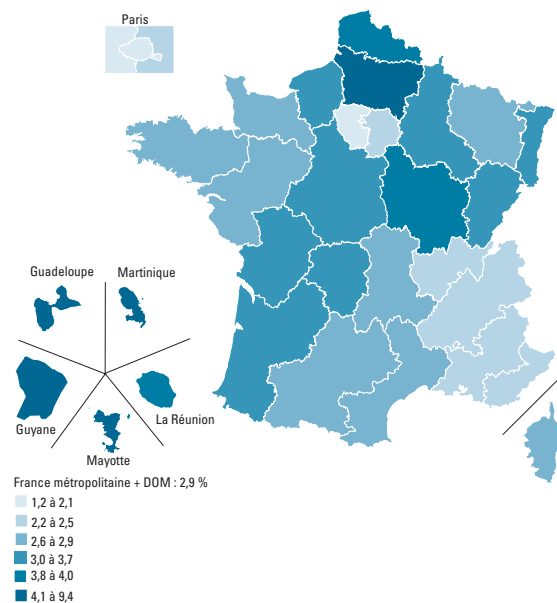 Paris
Guadeloupe
Martinique
Guyane
La Réunion
Mayotte
France métropolitaine + DOM : 2,9 %
1,2 à 2,1
2,2 à 2,5
2,6 à 2,9
3,0 à 3,7
3,8 à 4,0
4,1 à 9,4